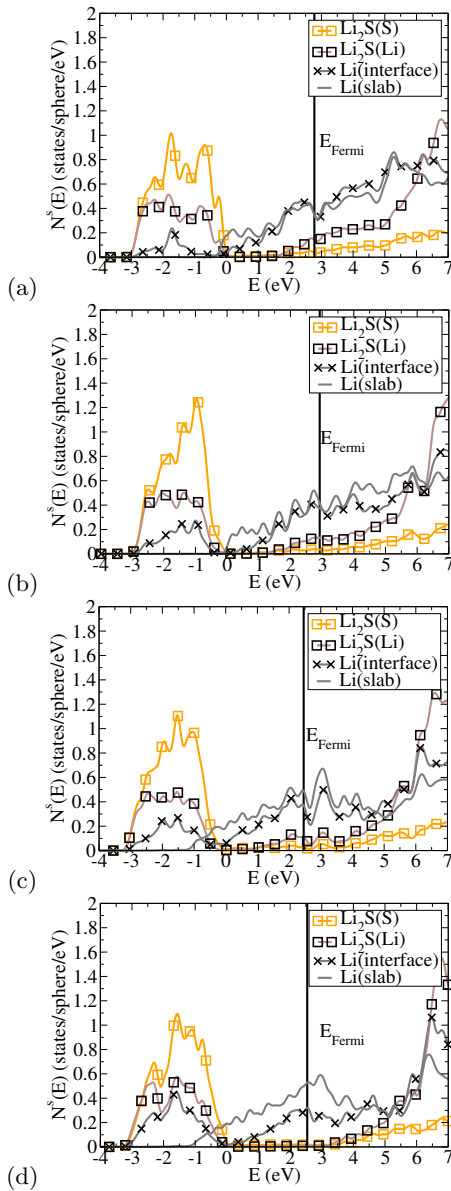 2
1.8 Li₂S(S)
1.6 Li₂S(Li)
1.4 Li(interface)
1.2 Li(slab)
1 E_Fermi
0.8
0.6
0.4
0.2
0
-4 -3 -2 -1 0 1 2 3 4 5 6 7
E (eV)
Nˢ(E) (states/sphere/eV)
(a)
2
1.8 Li₂S(S)
1.6 Li₂S(Li)
1.4 Li(interface)
1.2 Li(slab)
1 E_Fermi
0.8
0.6
0.4
0.2
0
-4 -3 -2 -1 0 1 2 3 4 5 6 7
E (eV)
Nˢ(E) (states/sphere/eV)
(b)
2
1.8 Li₂S(S)
1.6 Li₂S(Li)
1.4 Li(interface)
1.2 Li(slab)
1 E_Fermi
0.8
0.6
0.4
0.2
0
-4 -3 -2 -1 0 1 2 3 4 5 6 7
E (eV)
Nˢ(E) (states/sphere/eV)
(c)
2
1.8 Li₂S(S)
1.6 Li₂S(Li)
1.4 Li(interface)
1.2 Li(slab)
1 E_Fermi
0.8
0.6
0.4
0.2
0
-4 -3 -2 -1 0 1 2 3 4 5 6 7
E (eV)
Nˢ(E) (states/sphere/eV)
(d)